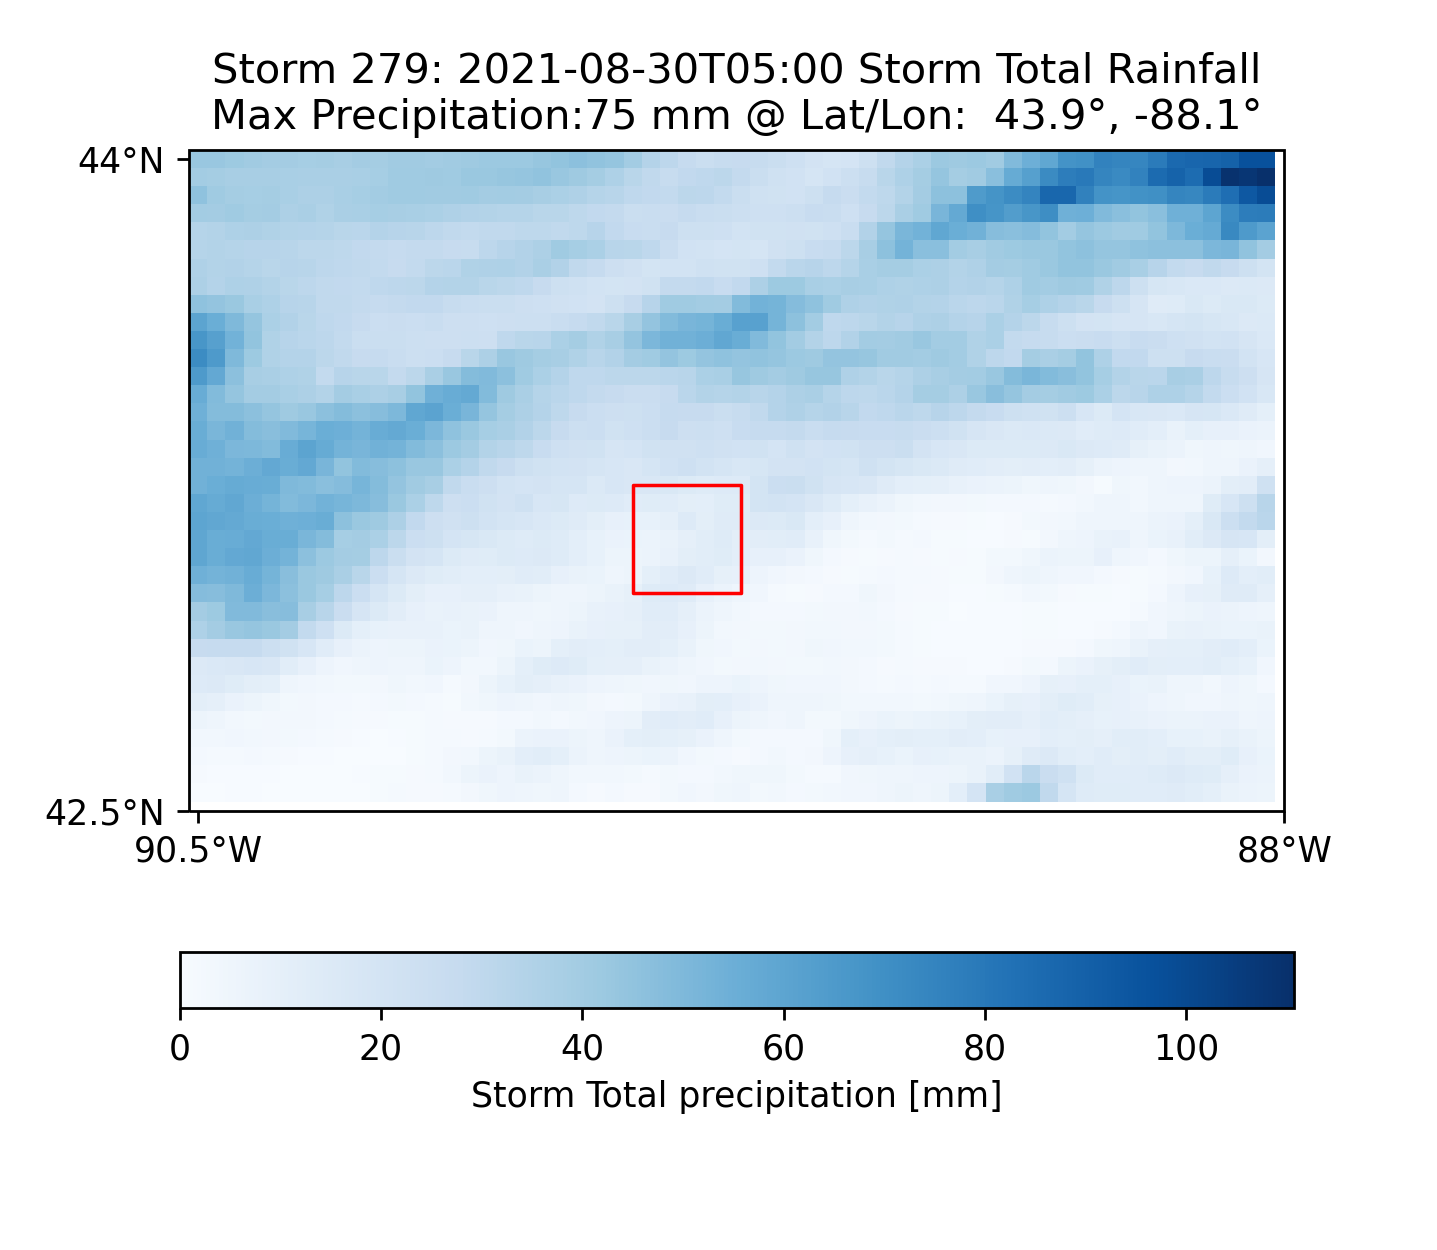 Storm 279: 2021-08-30T05:00 Storm Total Rainfall
Max Precipitation:75 mm @ Lat/Lon:  43.9°, -88.1°
44°N
42.5°N
90.5°W
88°W
0
20
40
60
80
100
Storm Total precipitation [mm]